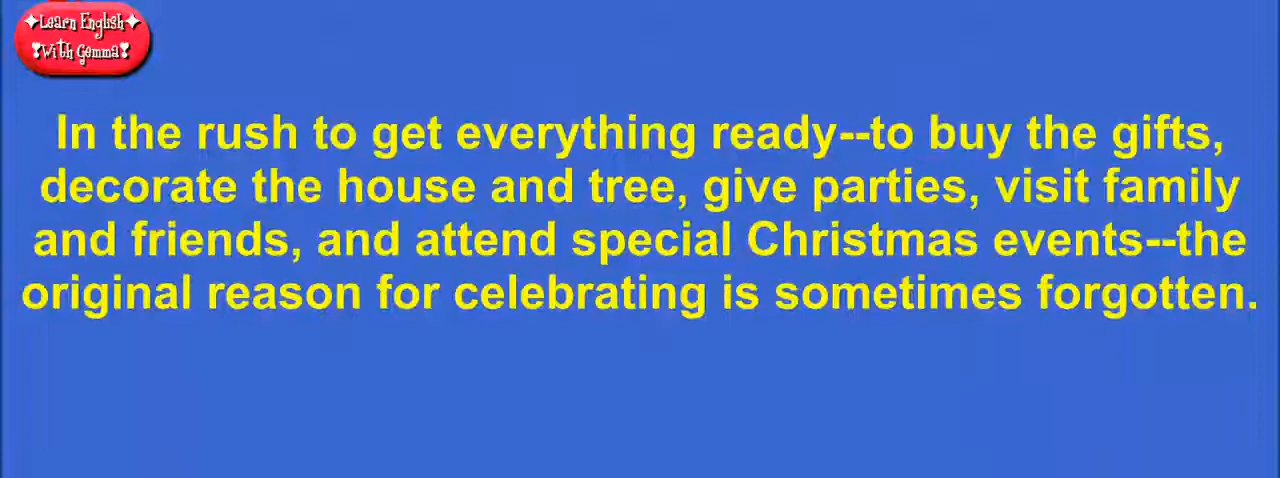 Learn English
With Gemma
In the rush to get everything ready--to buy the gifts,
decorate the house and tree, give parties, visit family
and friends, and attend special Christmas events--the
original reason for celebrating is sometimes forgotten.